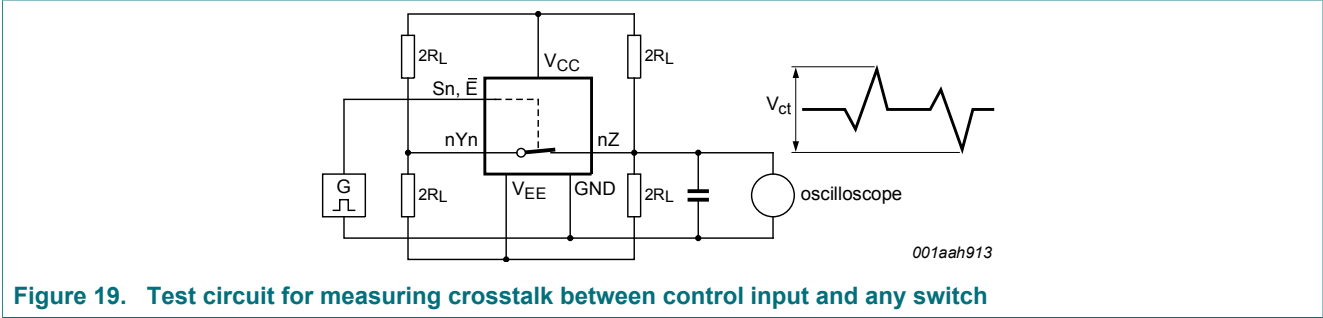 2RL
VCC
2RL
Sn, E̅
Vct
nYn
nZ
G
2RL
VEE
GND
2RL
oscilloscope
001aah913
Figure 19. Test circuit for measuring crosstalk between control input and any switch